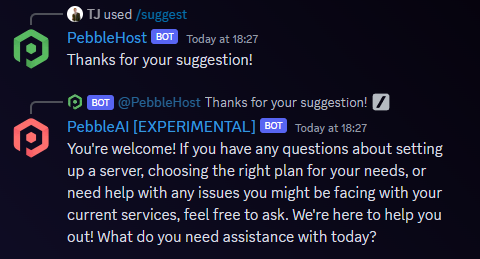 TJ used /suggest
PebbleHost BOT Today at 18:27
Thanks for your suggestion!
BOT @PebbleHost Thanks for your suggestion!
PebbleAI [EXPERIMENTAL] BOT Today at 18:27
You're welcome! If you have any questions about setting
up a server, choosing the right plan for your needs, or
need help with any issues you might be facing with your
current services, feel free to ask. We're here to help you
out! What do you need assistance with today?